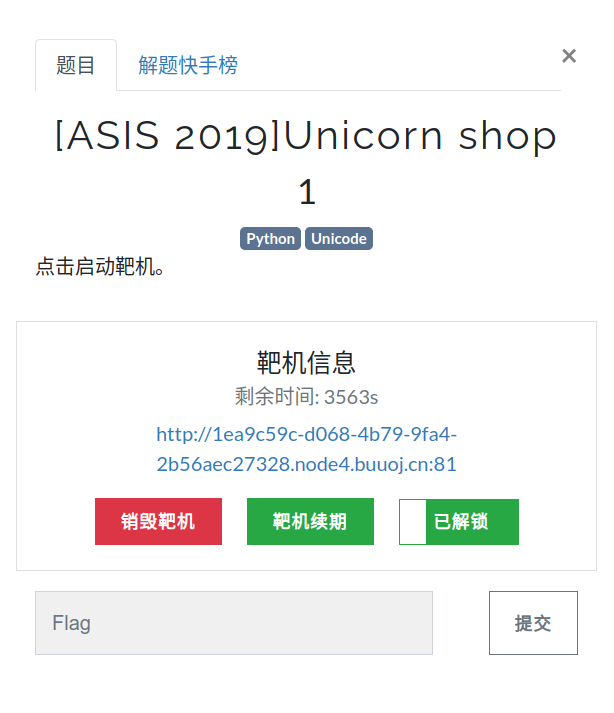 题目 解题快手榜 ×
[ASIS 2019]Unicorn shop
1
Python Unicode
点击启动靶机。
靶机信息
剩余时间: 3563s
http://1ea9c59c-d068-4b79-9fa4-
2b56aec27328.node4.buuoj.cn:81
销毁靶机 靶机续期 已解锁
Flag 提交